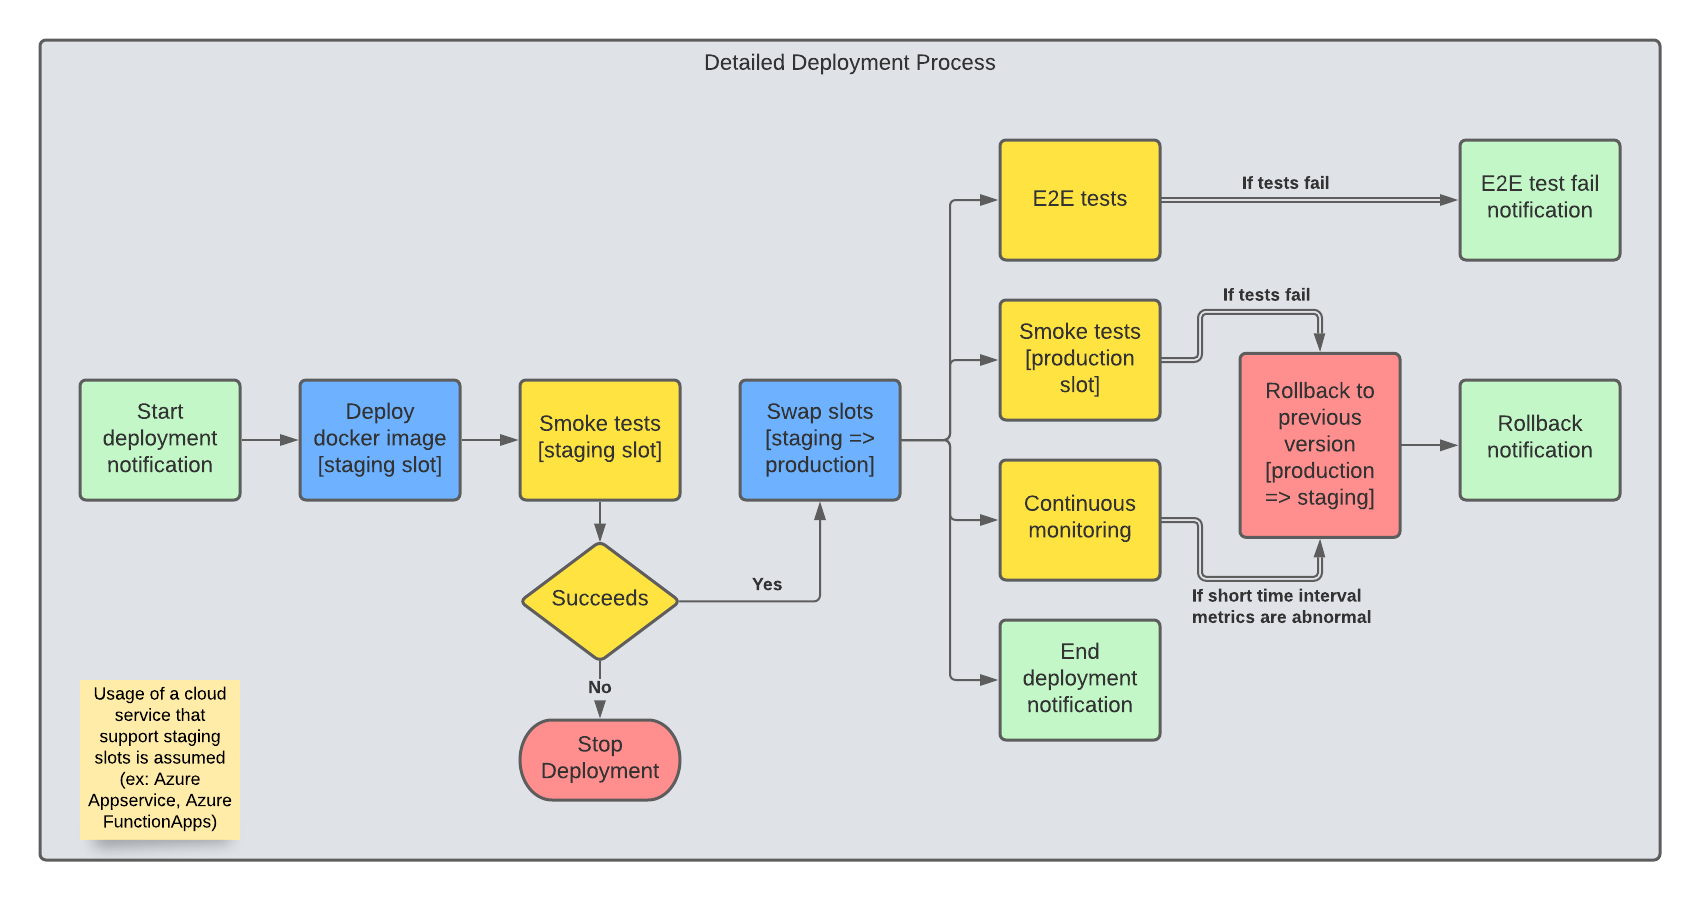 Detailed Deployment Process
Start
deployment
notification
Deploy
docker image
[staging slot]
Smoke tests
[staging slot]
Succeeds
Yes
No
Stop
Deployment
Swap slots
[staging =>
production]
E2E tests
If tests fail
E2E test fail
notification
Smoke tests
[production
slot]
If tests fail
Continuous
monitoring
If short time interval
metrics are abnormal
Rollback to
previous
version
[production
=> staging]
Rollback
notification
End
deployment
notification
Usage of a cloud
service that
support staging
slots is assumed
(ex: Azure
Appservice, Azure
FunctionApps)